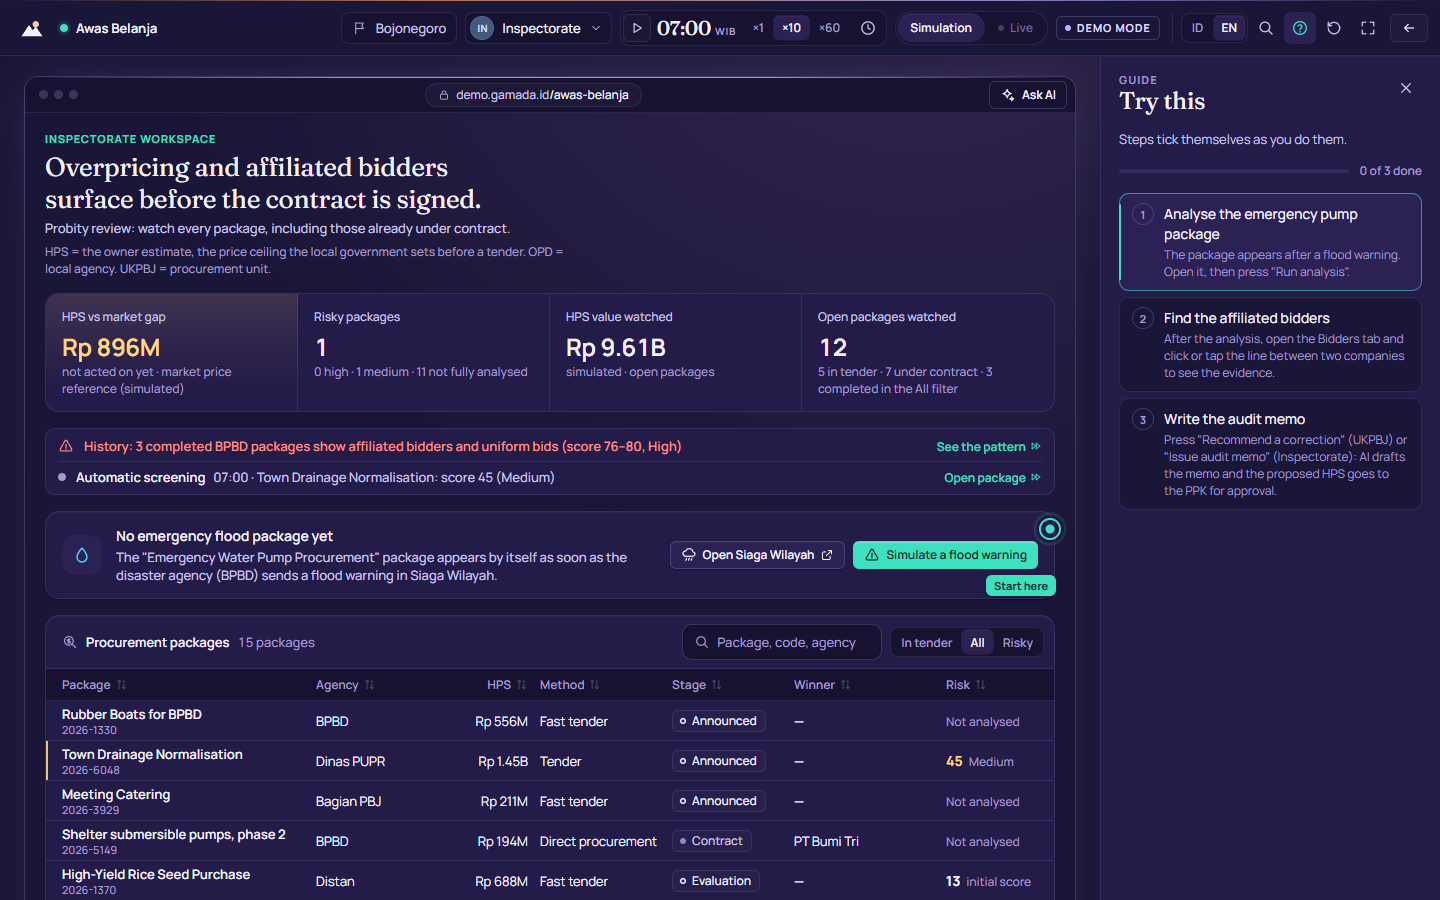 Awas Belanja
Bojonegoro
IN Inspectorate
07:00 WIB
×1 ×10 ×60
Simulation Live
DEMO MODE
ID EN
demo.gamada.id/awas-belanja
Ask AI
INSPECTORATE WORKSPACE
Overpricing and affiliated bidders
surface before the contract is signed.
Probity review: watch every package, including those already under contract.
HPS = the owner estimate, the price ceiling the local government sets before a tender. OPD =
local agency. UKPBJ = procurement unit.
HPS vs market gap
Rp 896M
not acted on yet · market price
reference (simulated)
Risky packages
1
0 high · 1 medium · 11 not fully analysed
HPS value watched
Rp 9.61B
simulated · open packages
Open packages watched
12
5 in tender · 7 under contract · 3
completed in the All filter
History: 3 completed BPBD packages show affiliated bidders and uniform bids (score 76–80, High)
See the pattern
Automatic screening 07:00 · Town Drainage Normalisation: score 45 (Medium)
Open package
No emergency flood package yet
The "Emergency Water Pump Procurement" package appears by itself as soon as the
disaster agency (BPBD) sends a flood warning in Siaga Wilayah.
Open Siaga Wilayah
Simulate a flood warning
Start here
Procurement packages 15 packages
Package, code, agency
In tender All Risky
Package Agency HPS Method Stage Winner Risk
Rubber Boats for BPBD
2026-1330
BPBD Rp 556M Fast tender Announced – Not analysed
Town Drainage Normalisation
2026-6048
Dinas PUPR Rp 1.45B Tender Announced – 45 Medium
Meeting Catering
2026-3929
Bagian PBJ Rp 211M Fast tender Announced – Not analysed
Shelter submersible pumps, phase 2
2026-5149
BPBD Rp 194M Direct procurement Contract PT Bumi Tri Not analysed
High-Yield Rice Seed Purchase
2026-1370
Distan Rp 688M Fast tender Evaluation – 13 initial score
GUIDE
Try this
Steps tick themselves as you do them.
0 of 3 done
1 Analyse the emergency pump
package
The package appears after a flood warning.
Open it, then press "Run analysis".
2 Find the affiliated bidders
After the analysis, open the Bidders tab and
click or tap the line between two companies
to see the evidence.
3 Write the audit memo
Press "Recommend a correction" (UKPBJ) or
"Issue audit memo" (Inspectorate): AI drafts
the memo and the proposed HPS goes to
the PPK for approval.